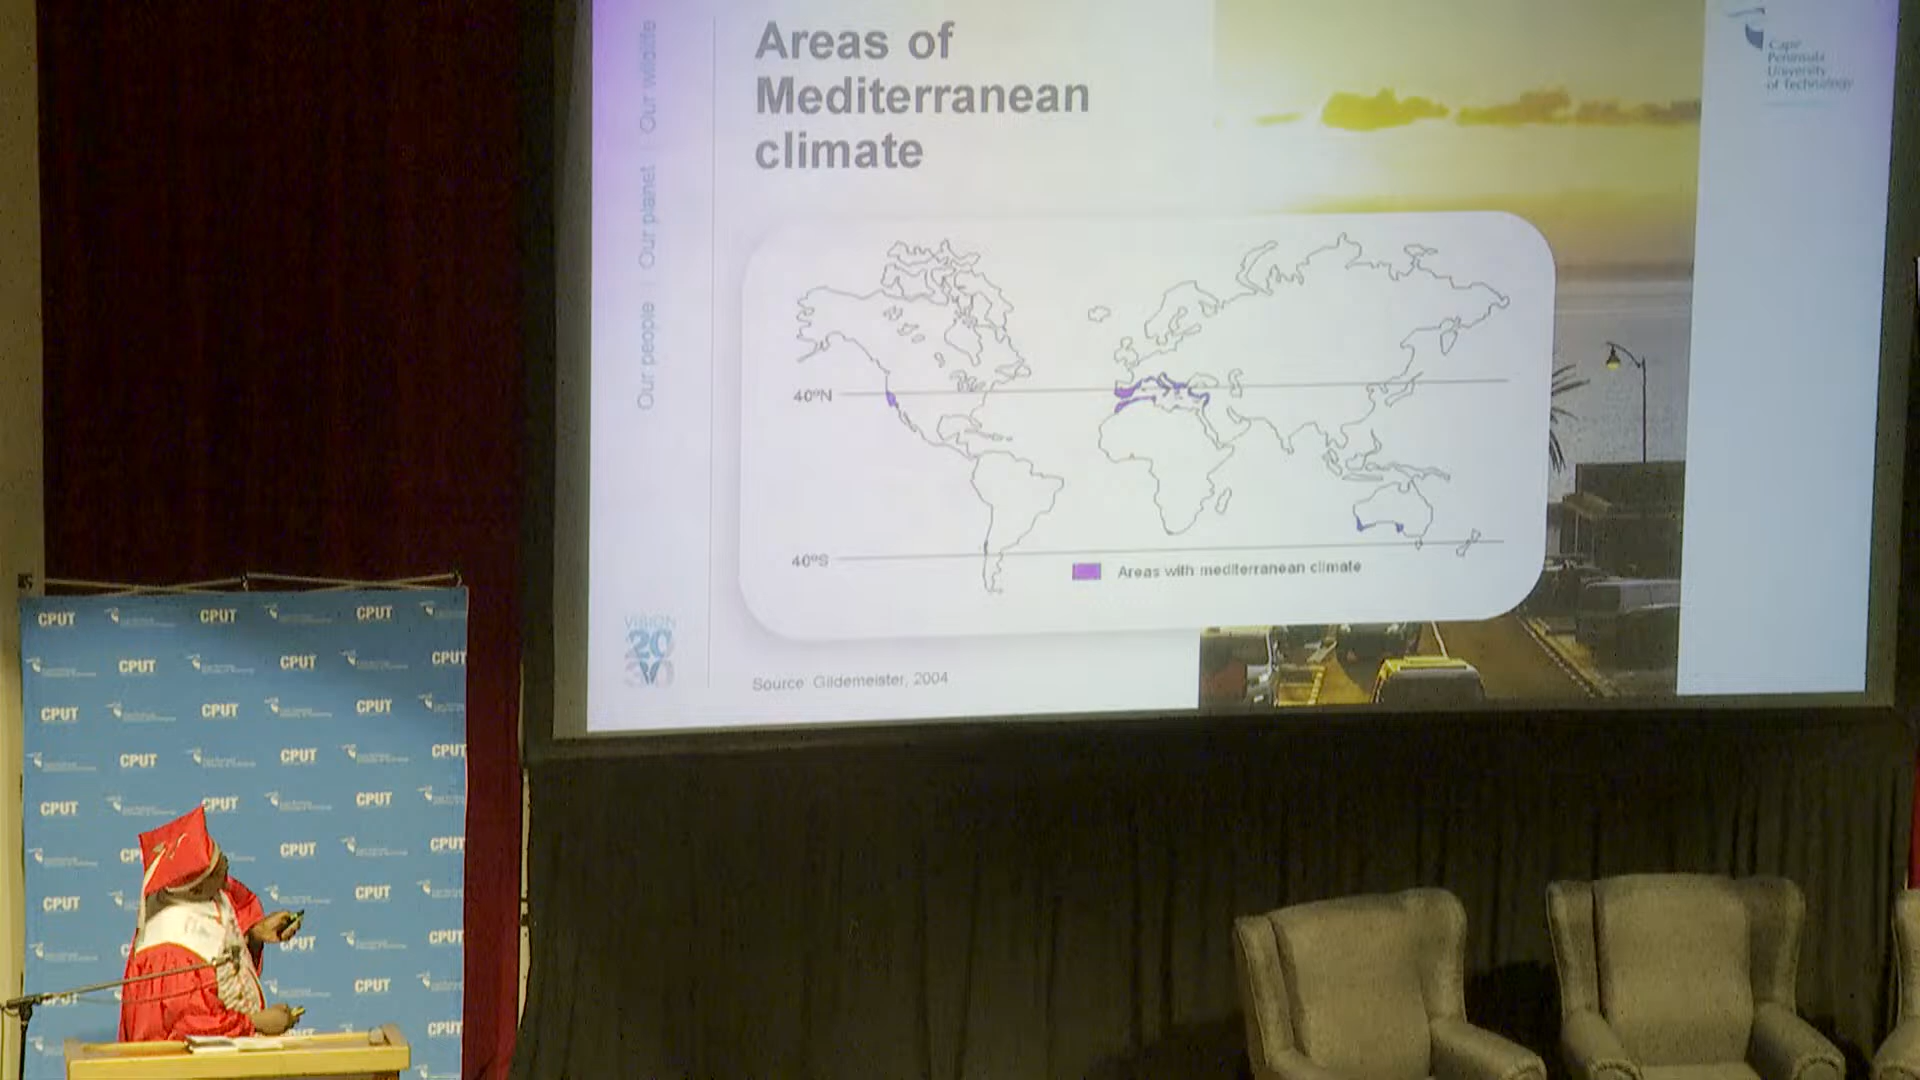 Areas of
Mediterranean
climate
Our people | Our planet | Our wildlife
Cape
Peninsula
University
of Technology
40ºN
40ºS
Areas with mediterranean climate
Source Gildemeister, 2004
VISION
2030
CPUT CPUT CPUT
CPUT CPUT CPUT
CPUT CPUT CPUT
CPUT CPUT CPUT
CPUT CPUT CPUT
CPUT CPUT
CPUT CPUT
CPUT CPUT
CPUT CPUT
CPUT